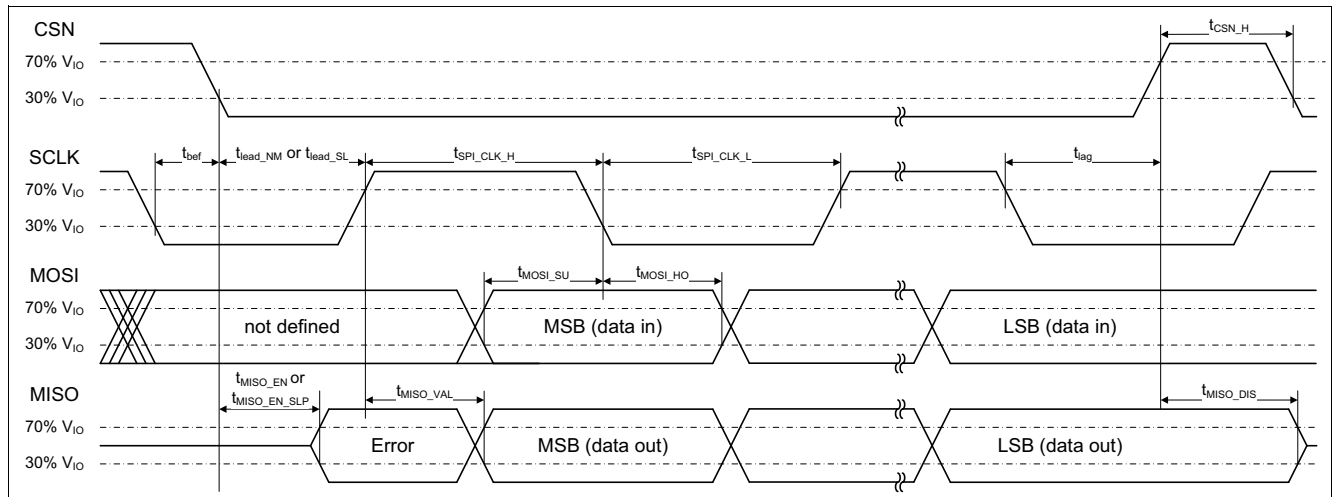 CSN
70% VIO
30% VIO
tCSN_H
SCLK
70% VIO
30% VIO
tbef
tlead_NM or tlead_SL
tSPI_CLK_H
tSPI_CLK_L
tlag
MOSI
70% VIO
30% VIO
tMOSI_SU
tMOSI_HO
not defined
MSB (data in)
LSB (data in)
MISO
70% VIO
30% VIO
tMISO_EN or
tMISO_EN_SLP
tMISO_VAL
tMISO_DIS
Error
MSB (data out)
LSB (data out)